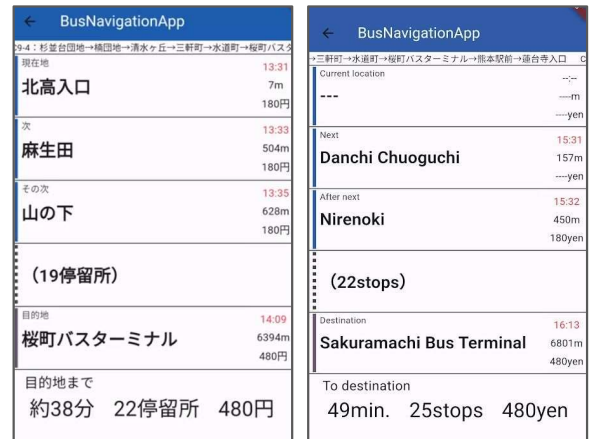 BusNavigationApp
C9-4：杉並台団地→楠団地→清水ヶ丘→三軒町→水道町→桜町バスタ
現在地
13:31
北高入口
7m
180円
次
13:33
麻生田
504m
180円
その次
13:35
山の下
628m
180円
（19停留所）
目的地
14:09
桜町バスターミナル
6394m
480円
目的地まで
約38分 22停留所 480円
BusNavigationApp
→三軒町→水道町→桜町バスターミナル→熊本駅前→蓮台寺入口 C
Current location
--:--
---
----m
----yen
Next
15:31
Danchi Chuoguchi
157m
----yen
After next
15:32
Nirenoki
450m
180yen
（22stops）
Destination
16:13
Sakuramachi Bus Terminal
6801m
480yen
To destination
49min. 25stops 480yen